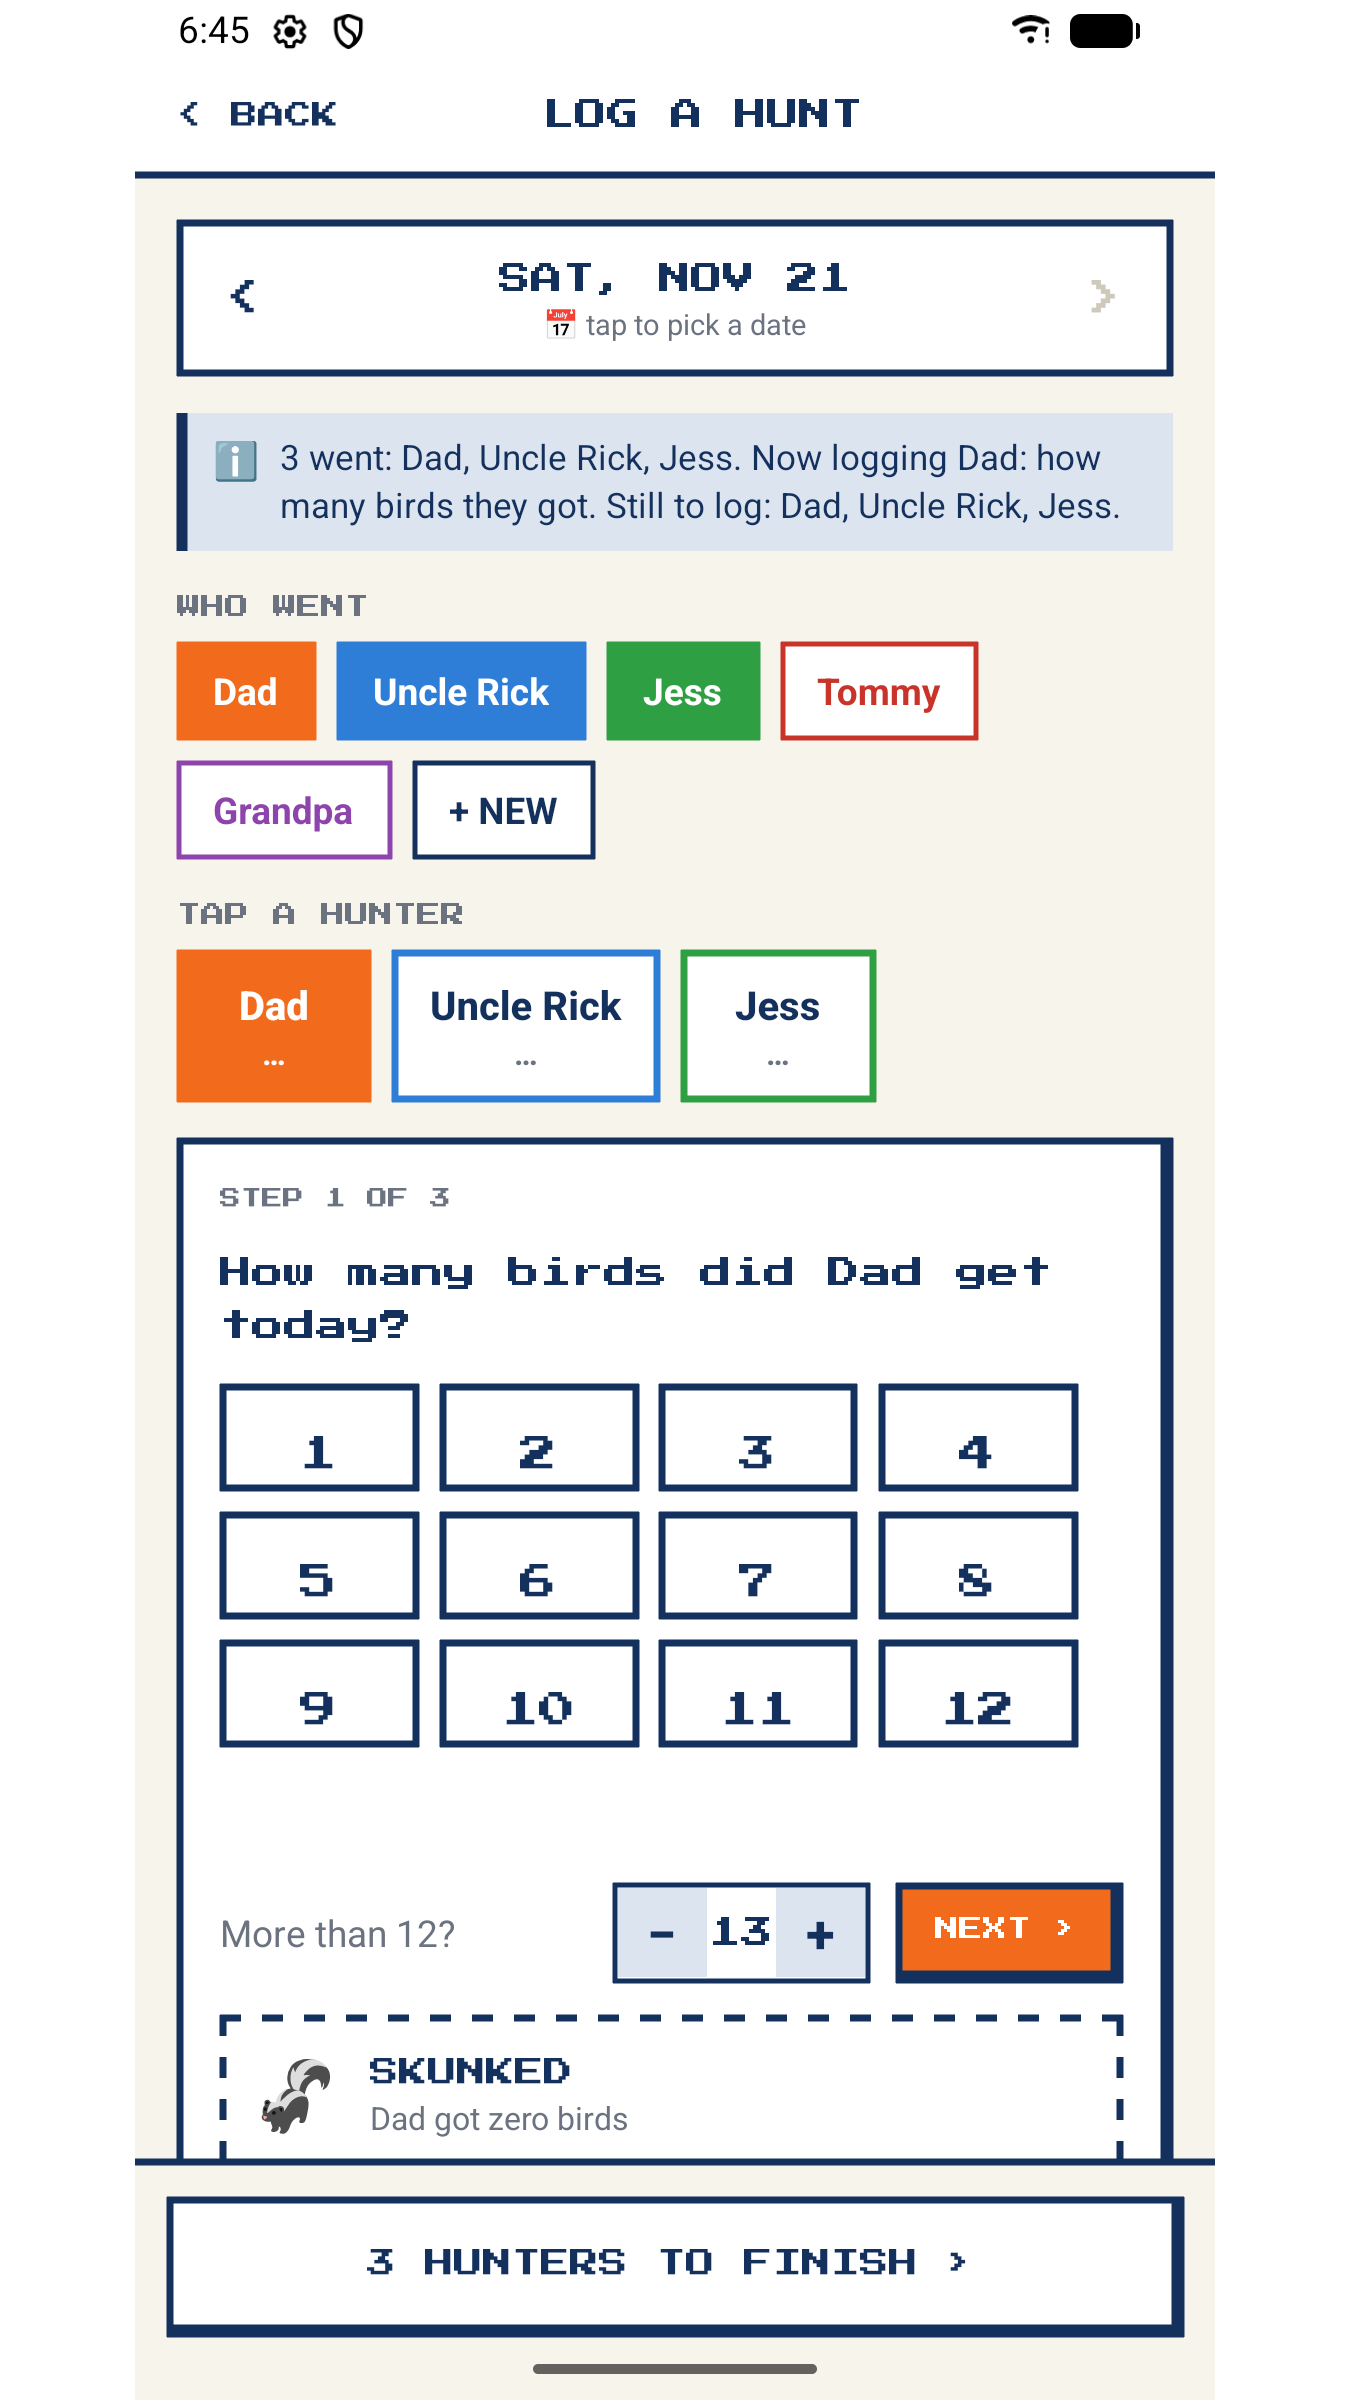 6:45
< BACK
LOG A HUNT
<
SAT, NOV 21
>
July 17 tap to pick a date
3 went: Dad, Uncle Rick, Jess. Now logging Dad: how
many birds they got. Still to log: Dad, Uncle Rick, Jess.
WHO WENT
Dad Uncle Rick Jess Tommy
Grandpa + NEW
TAP A HUNTER
Dad Uncle Rick Jess
... ... ...
STEP 1 OF 3
How many birds did Dad get
today?
1 2 3 4
5 6 7 8
9 10 11 12
More than 12? - 13 + NEXT >
SKUNKED
Dad got zero birds
3 HUNTERS TO FINISH >